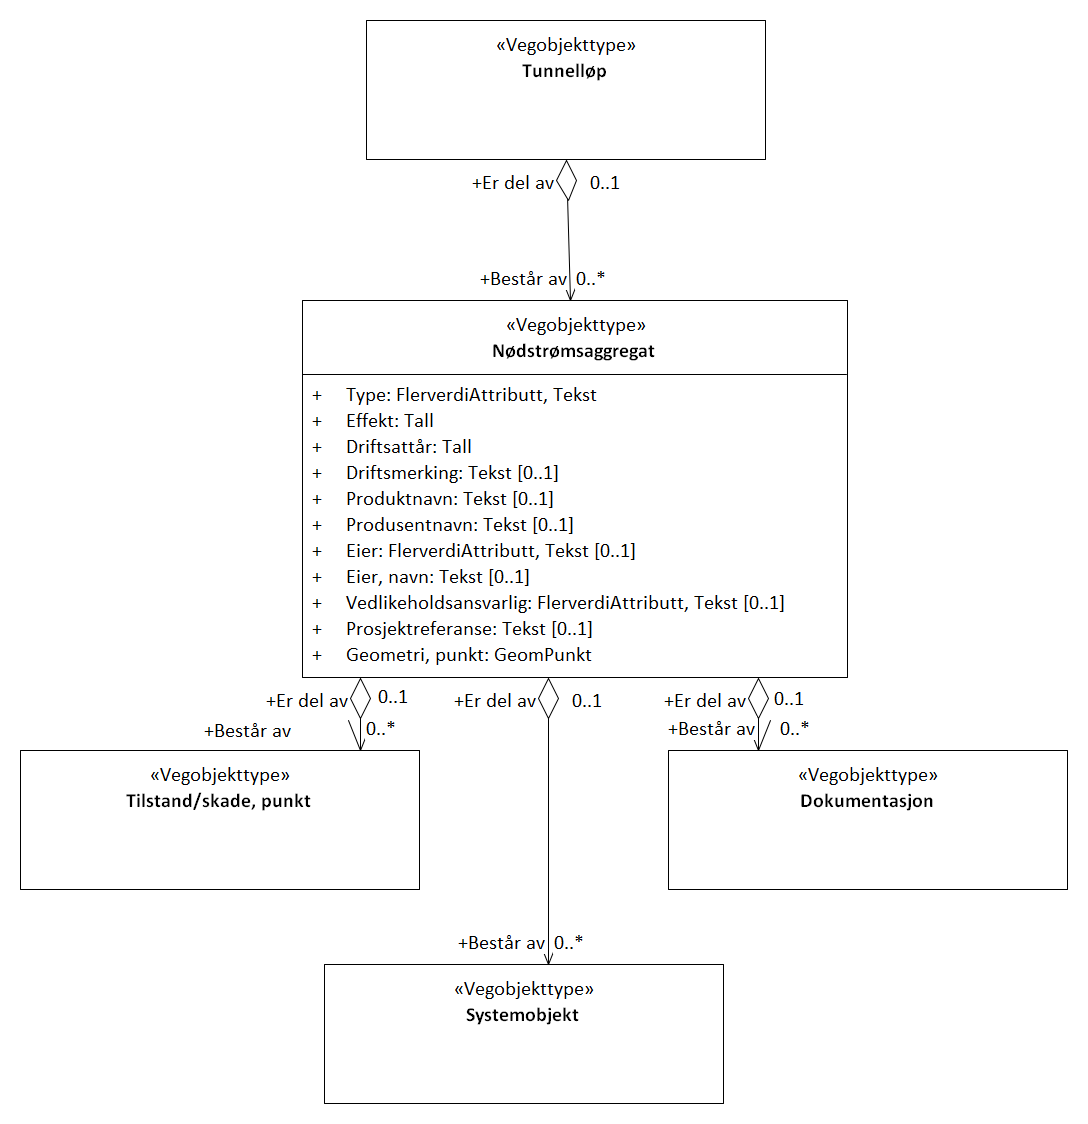 «Vegobjekttype»
Tunnelløp
+Er del av 0..1
+Består av 0..*
«Vegobjekttype»
Nødstrømsaggregat
+ Type: FlerverdiAttributt, Tekst
+ Effekt: Tall
+ Driftsattår: Tall
+ Driftsmerking: Tekst [0..1]
+ Produktnavn: Tekst [0..1]
+ Produsentnavn: Tekst [0..1]
+ Eier: FlerverdiAttributt, Tekst [0..1]
+ Eier, navn: Tekst [0..1]
+ Vedlikeholdsansvarlig: FlerverdiAttributt, Tekst [0..1]
+ Prosjektreferanse: Tekst [0..1]
+ Geometri, punkt: GeomPunkt
+Er del av 0..1 +Er del av 0..1 +Er del av 0..1
+Består av 0..* +Består av 0..*
«Vegobjekttype» «Vegobjekttype»
Tilstand/skade, punkt Dokumentasjon
+Består av 0..*
«Vegobjekttype»
Systemobjekt